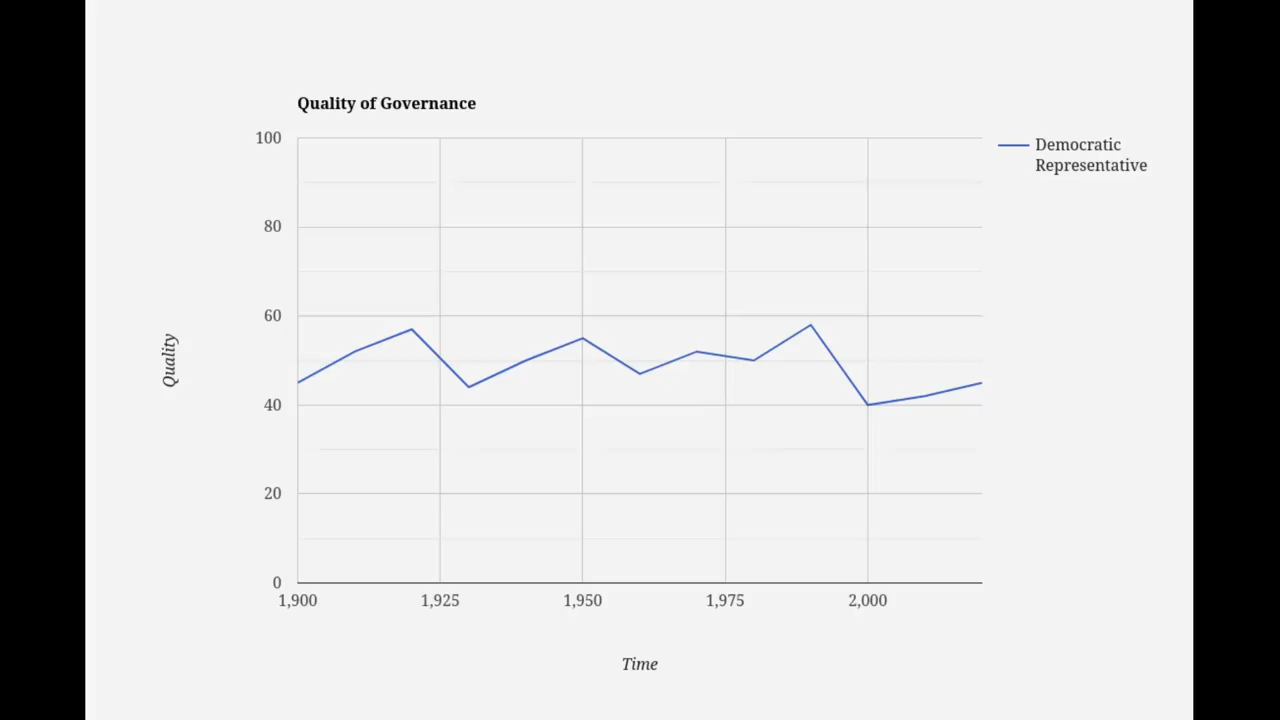 Quality of Governance
100
80
60
40
20
0
Quality
1,900
1,925
1,950
1,975
2,000
Time
Democratic
Representative